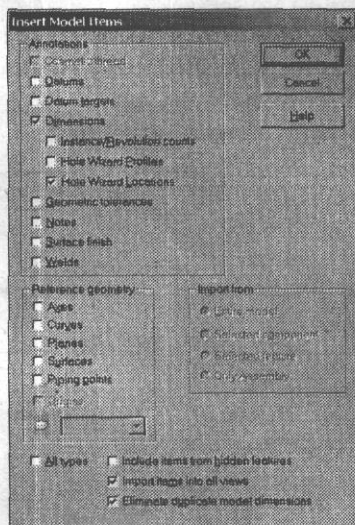 Insert Model Items
Annotations
OK
Cancel
Help
Cosmetic thread
Datums
Datum targets
Dimensions
Instance/Revolution counts
Hole Wizard Profiles
Hole Wizard Locations
Geometric tolerances
Notes
Surface finish
Welds
Reference geometry
Axes
Curves
Planes
Surfaces
Piping points
Import from
Entire model
Selected component
Selected feature
Only Assembly
All types
Include items from hidden features
Import items into all views
Eliminate duplicate model dimensions